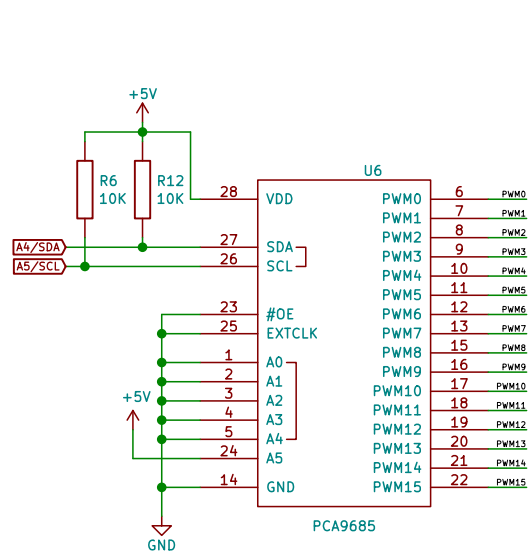 +5V
U6
R6
10K
R12
10K
28 VDD PWM0 6 PWM0
PWM1 7 PWM1
PWM2 8 PWM2
A4/SDA 27 SDA PWM3 9 PWM3
A5/SCL 26 SCL PWM4 10 PWM4
PWM5 11 PWM5
23 #OE PWM6 12 PWM6
25 EXTCLK PWM7 13 PWM7
1 A0 PWM8 15 PWM8
2 A1 PWM9 16 PWM9
+5V 3 A2 PWM10 17 PWM10
4 A3 PWM11 18 PWM11
5 A4 PWM12 19 PWM12
24 A5 PWM13 20 PWM13
PWM14 21 PWM14
14 GND PWM15 22 PWM15
PCA9685
GND